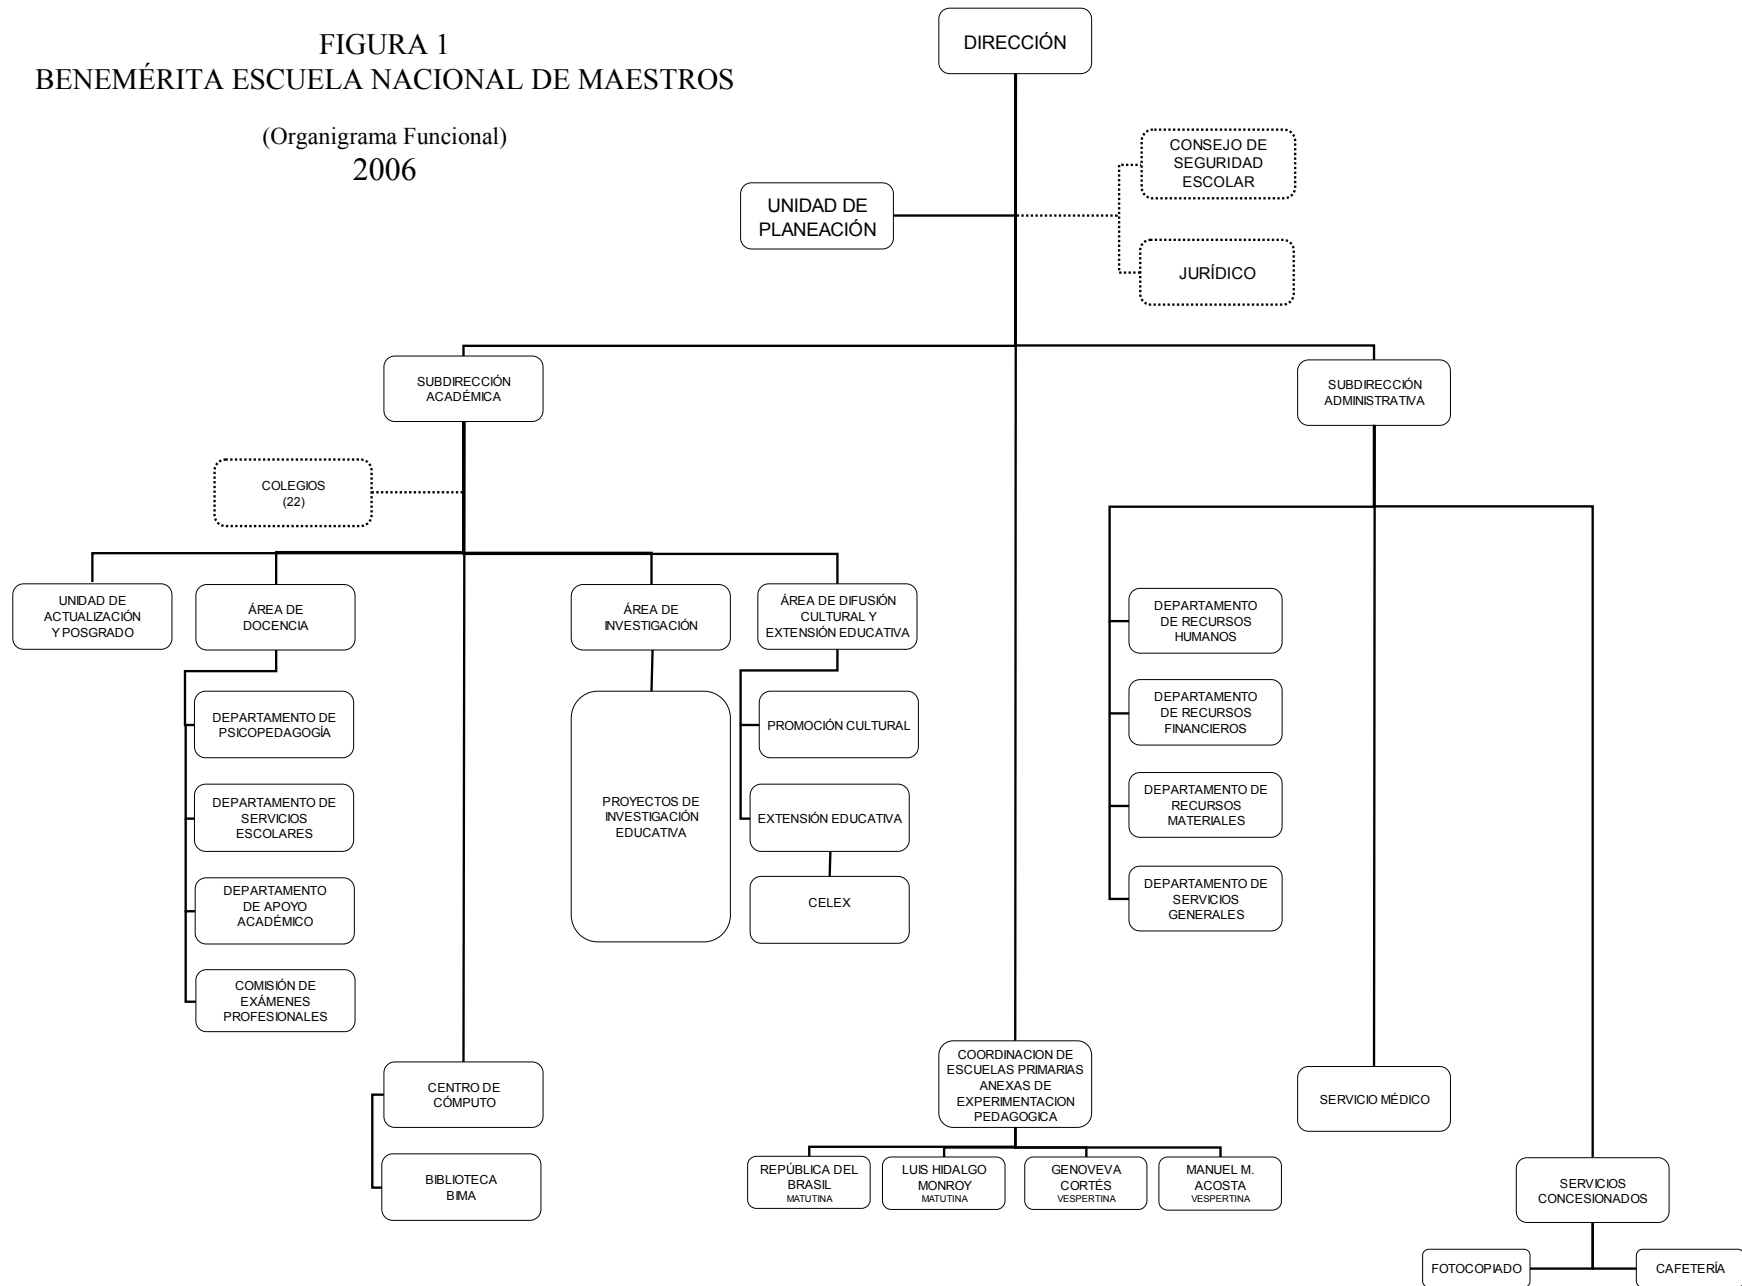 FIGURA 1
BENEMÉRITA ESCUELA NACIONAL DE MAESTROS
(Organigrama Funcional)
2006
DIRECCIÓN
CONSEJO DE
SEGURIDAD
ESCOLAR
UNIDAD DE
PLANEACIÓN
JURÍDICO
SUBDIRECCIÓN
ACADÉMICA
SUBDIRECCIÓN
ADMINISTRATIVA
COLEGIOS
(22)
UNIDAD DE
ACTUALIZACIÓN
Y POSGRADO
ÁREA DE
DOCENCIA
ÁREA DE
INVESTIGACIÓN
ÁREA DE DIFUSIÓN
CULTURAL Y
EXTENSIÓN EDUCATIVA
DEPARTAMENTO DE
PSICOPEDAGOGÍA
DEPARTAMENTO DE
SERVICIOS
ESCOLARES
DEPARTAMENTO
DE APOYO
ACADÉMICO
COMISIÓN DE
EXÁMENES
PROFESIONALES
PROYECTOS DE
INVESTIGACIÓN
EDUCATIVA
PROMOCIÓN CULTURAL
EXTENSIÓN EDUCATIVA
CELEX
DEPARTAMENTO
DE RECURSOS
HUMANOS
DEPARTAMENTO
DE RECURSOS
FINANCIEROS
DEPARTAMENTO DE
RECURSOS
MATERIALES
DEPARTAMENTO DE
SERVICIOS
GENERALES
CENTRO DE
CÓMPUTO
BIBLIOTECA
BIMA
COORDINACION DE
ESCUELAS PRIMARIAS
ANEXAS DE
EXPERIMENTACION
PEDAGOGICA
REPÚBLICA DEL
BRASIL
MATUTINA
LUIS HIDALGO
MONROY
MATUTINA
GENOVEVA
CORTÉS
VESPERTINA
MANUEL M.
ACOSTA
VESPERTINA
SERVICIO MÉDICO
SERVICIOS
CONCESIONADOS
FOTOCOPIADO
CAFETERÍA